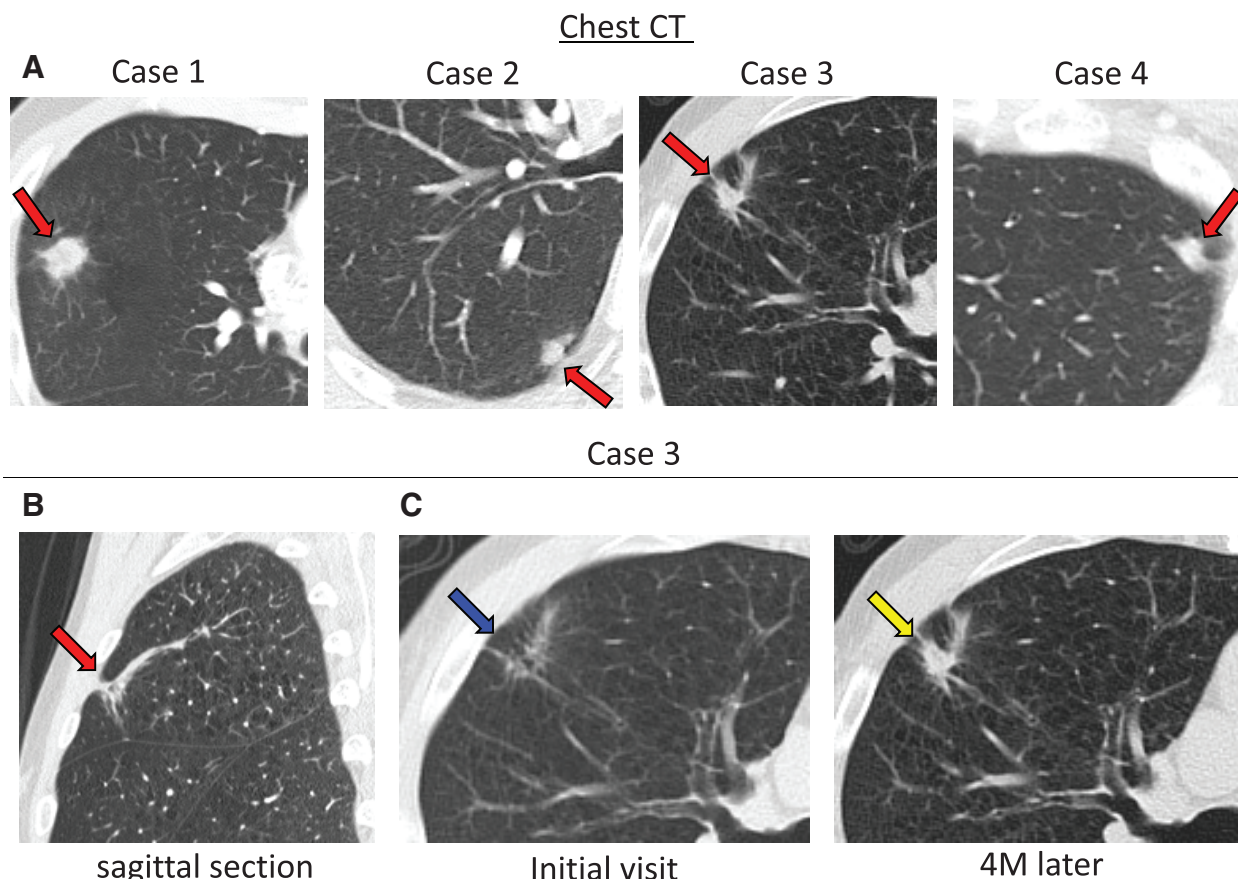 Chest CT
A
Case 1
Case 2
Case 3
Case 4
Case 3
B
C
sagittal section
Initial visit
4M later